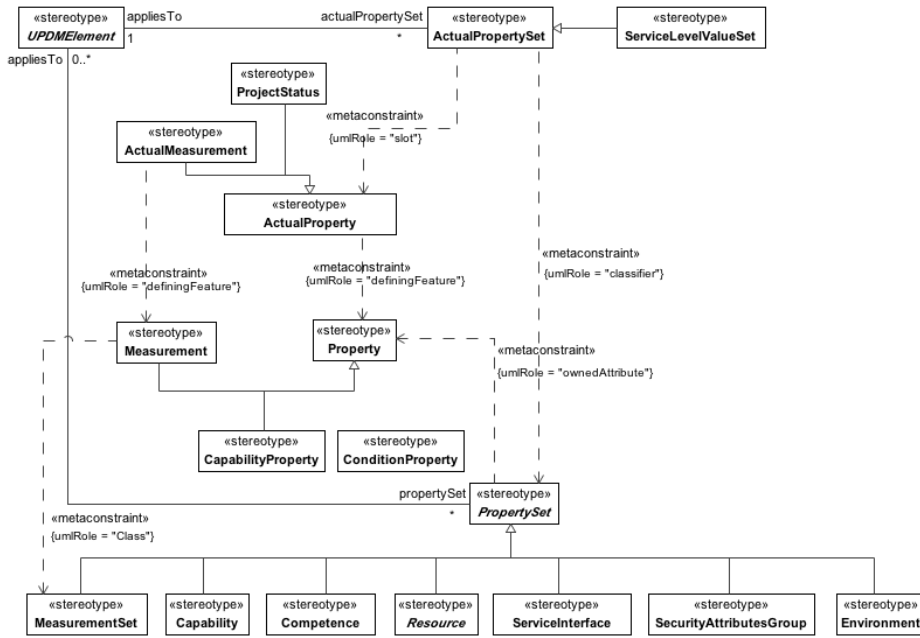 «stereotype»
UPDMElement
appliesTo
1
actualPropertySet
*
«stereotype»
ActualPropertySet
«stereotype»
ServiceLevelValueSet
appliesTo
0..*
«stereotype»
ProjectStatus
«metaconstraint»
{umlRole = "slot"}
«stereotype»
ActualMeasurement
«stereotype»
ActualProperty
«metaconstraint»
{umlRole = "definingFeature"}
«metaconstraint»
{umlRole = "definingFeature"}
«metaconstraint»
{umlRole = "classifier"}
«stereotype»
Measurement
«stereotype»
Property
«metaconstraint»
{umlRole = "ownedAttribute"}
«stereotype»
CapabilityProperty
«stereotype»
ConditionProperty
propertySet
*
«stereotype»
PropertySet
«metaconstraint»
{umlRole = "Class"}
«stereotype»
MeasurementSet
«stereotype»
Capability
«stereotype»
Competence
«stereotype»
Resource
«stereotype»
ServiceInterface
«stereotype»
SecurityAttributesGroup
«stereotype»
Environment